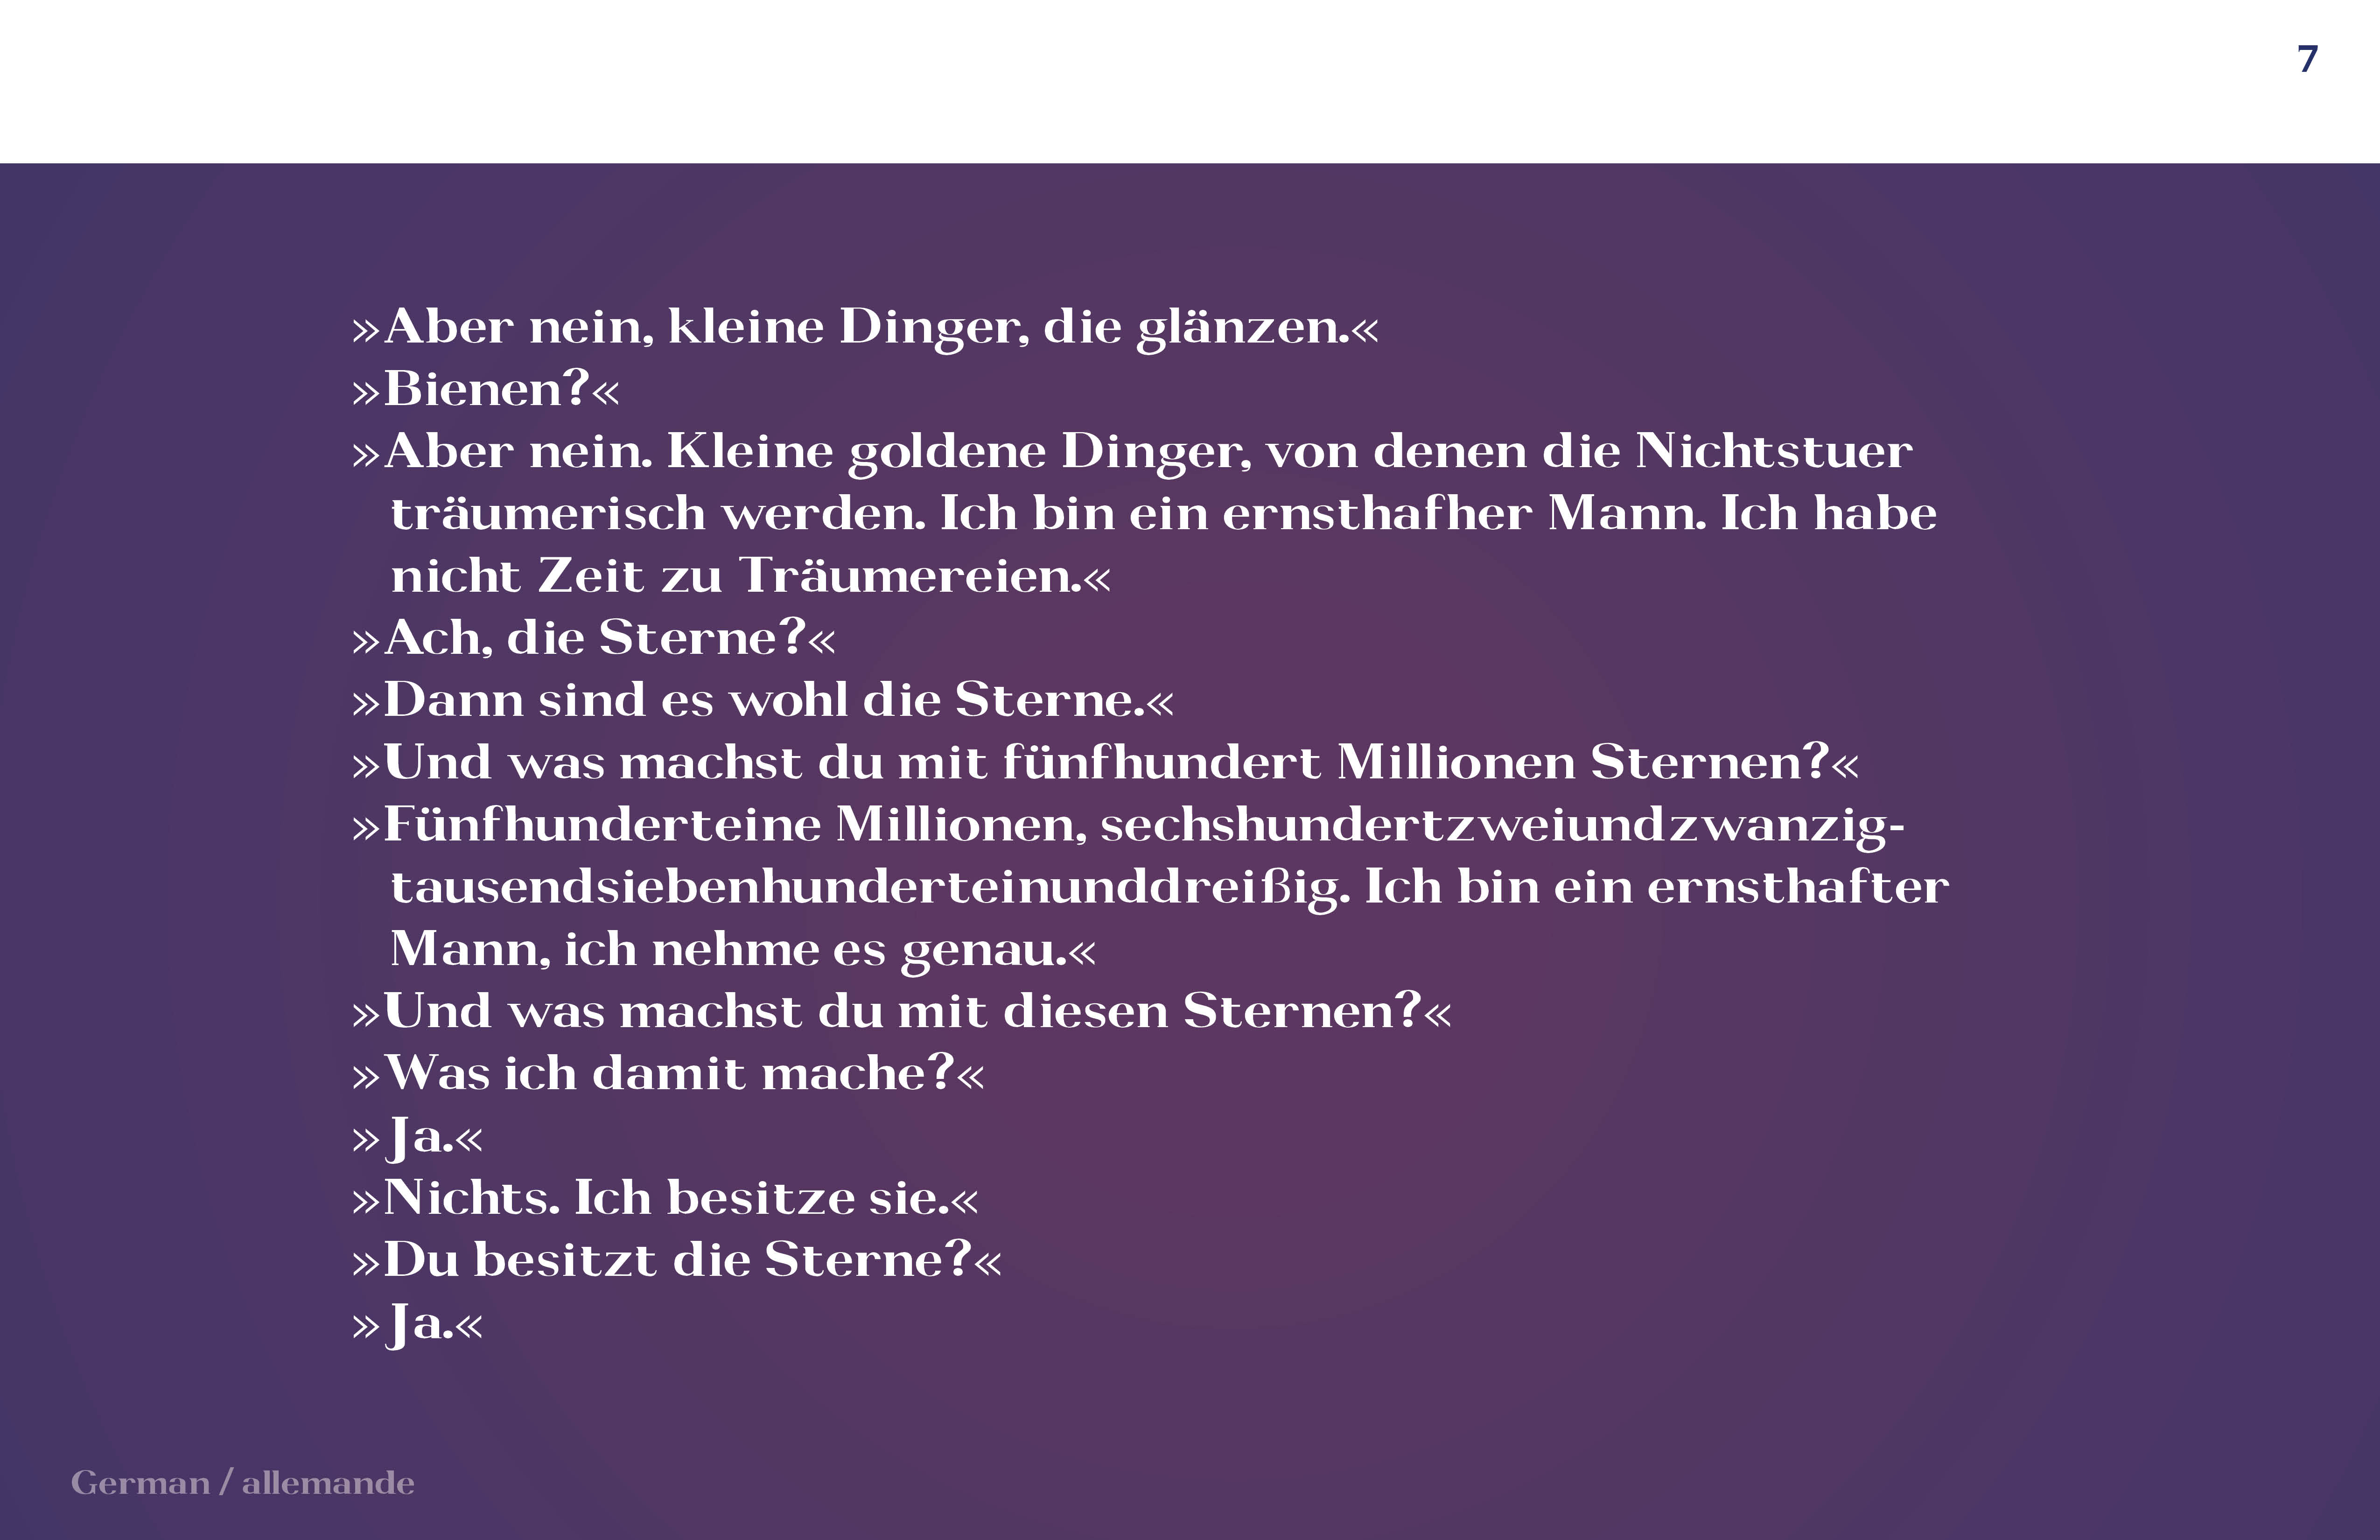 7
»Aber nein, kleine Dinger, die glänzen.«
»Bienen?«
»Aber nein. Kleine goldene Dinger, von denen die Nichtstuer
träumerisch werden. Ich bin ein ernsthafher Mann. Ich habe
nicht Zeit zu Träumereien.«
»Ach, die Sterne?«
»Dann sind es wohl die Sterne.«
»Und was machst du mit fünfhundert Millionen Sternen?«
»Fünfhunderteine Millionen, sechshundertzweiundzwanzig-
tausendsiebenhunderteinunddreißig. Ich bin ein ernsthafter
Mann, ich nehme es genau.«
»Und was machst du mit diesen Sternen?«
»Was ich damit mache?«
»Ja.«
»Nichts. Ich besitze sie.«
»Du besitzt die Sterne?«
»Ja.«
German / allemande